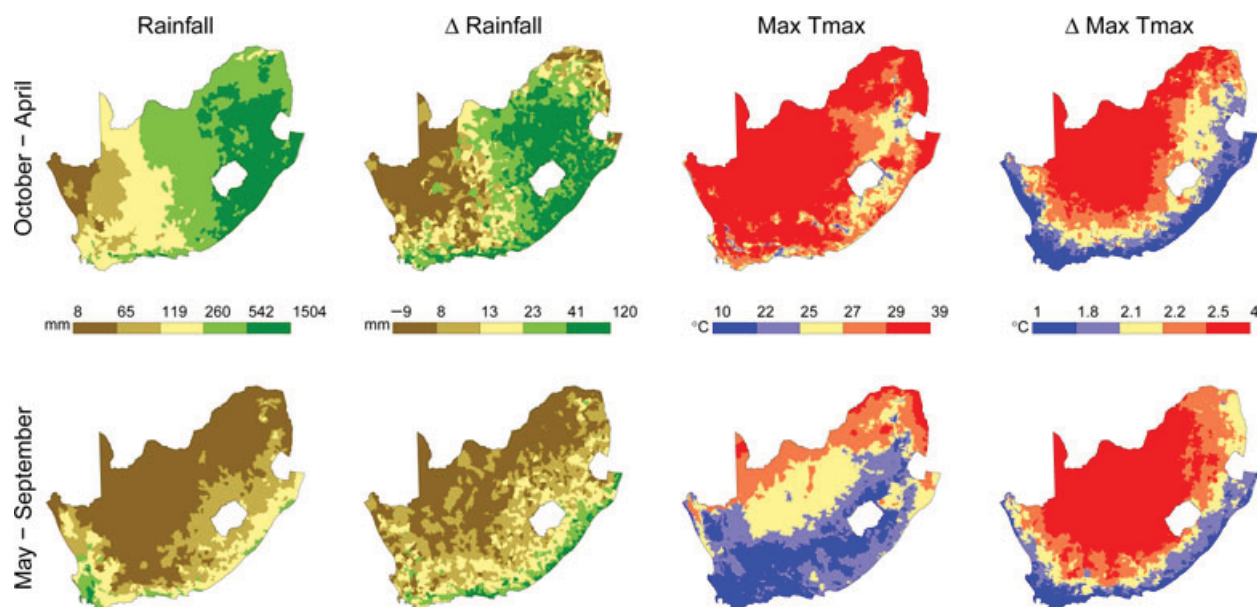 Rainfall
Δ Rainfall
Max Tmax
Δ Max Tmax
October – April
8 65 119 260 542 1504
mm
–9 8 13 23 41 120
mm
10 22 25 27 29 39
°C
1 1.8 2.1 2.2 2.5 4
°C
May – September